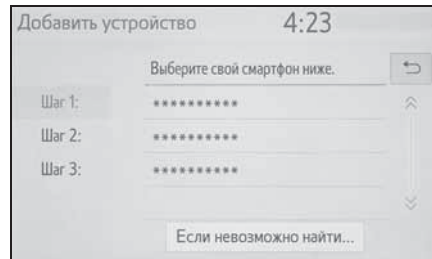 Добавить устройство 4:23
Выберите свой смартфон ниже.
Шаг 1: **********
Шаг 2: **********
Шаг 3: **********
Если невозможно найти...